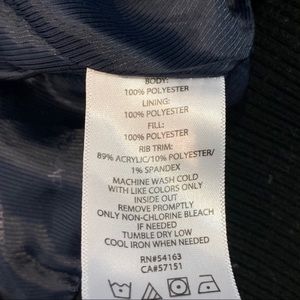 BODY:
100% POLYESTER
LINING:
100% POLYESTER
FILL:
100% POLYESTER
RIB TRIM:
89% ACRYLIC/10% POLYESTER/
1% SPANDEX
MACHINE WASH COLD
WITH LIKE COLORS ONLY
INSIDE OUT
REMOVE PROMPTLY
ONLY NON-CHLORINE BLEACH
IF NEEDED
TUMBLE DRY LOW
COOL IRON WHEN NEEDED
RN#54163
CA#57151